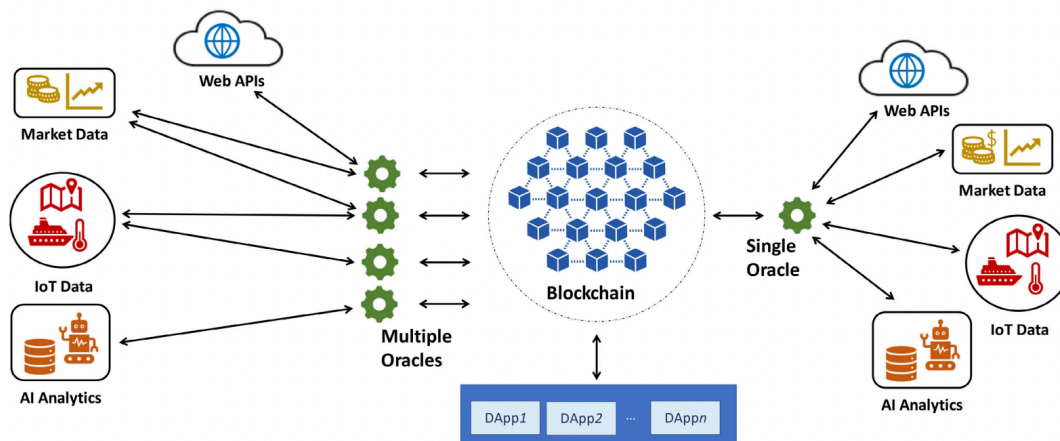 Web APIs
Market Data
IoT Data
AI Analytics
Multiple
Oracles
Blockchain
DApp1
DApp2
...
DAppn
Single
Oracle
Web APIs
$
Market Data
IoT Data
AI Analytics